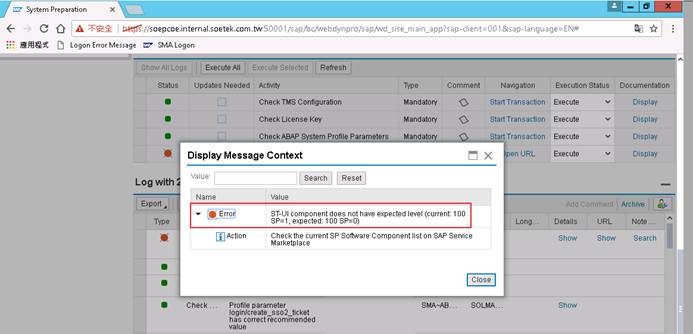 System Preparation
不安全
https://soepcoe.internal.soetek.com.tw:50001/sap/bc/webdynpro/sap/wd_sise_main_app?sap-client=001&sap-language=EN#
應用程式 Logon Error Message SMA Logon
Show All Logs Execute All Execute Selected Refresh
Status Updates Needed Activity Type Comment Navigation Execution Status Documentation
Check TMS Configuration Mandatory Start Transaction Execute Display
Check License Key Mandatory Start Transaction Execute Display
Check ABAP System Profile Parameters Mandatory Start Transaction Execute Display
Open URL Execute Display
Display Message Context
Value: Search Reset
Name Value
Error ST-UI component does not have expected level (current: 100
SP=1, expected: 100 SP=0)
Action Check the current SP Software Component list on SAP Service
Marketplace
Close
Log with 2
Export Add Comment Archive
Type Long... Details URL Note ...
Show Show Search
Check ... Profile parameter SMA~AB... SOLMA... Show
login/create_sso2_ticket
has correct recommended
value